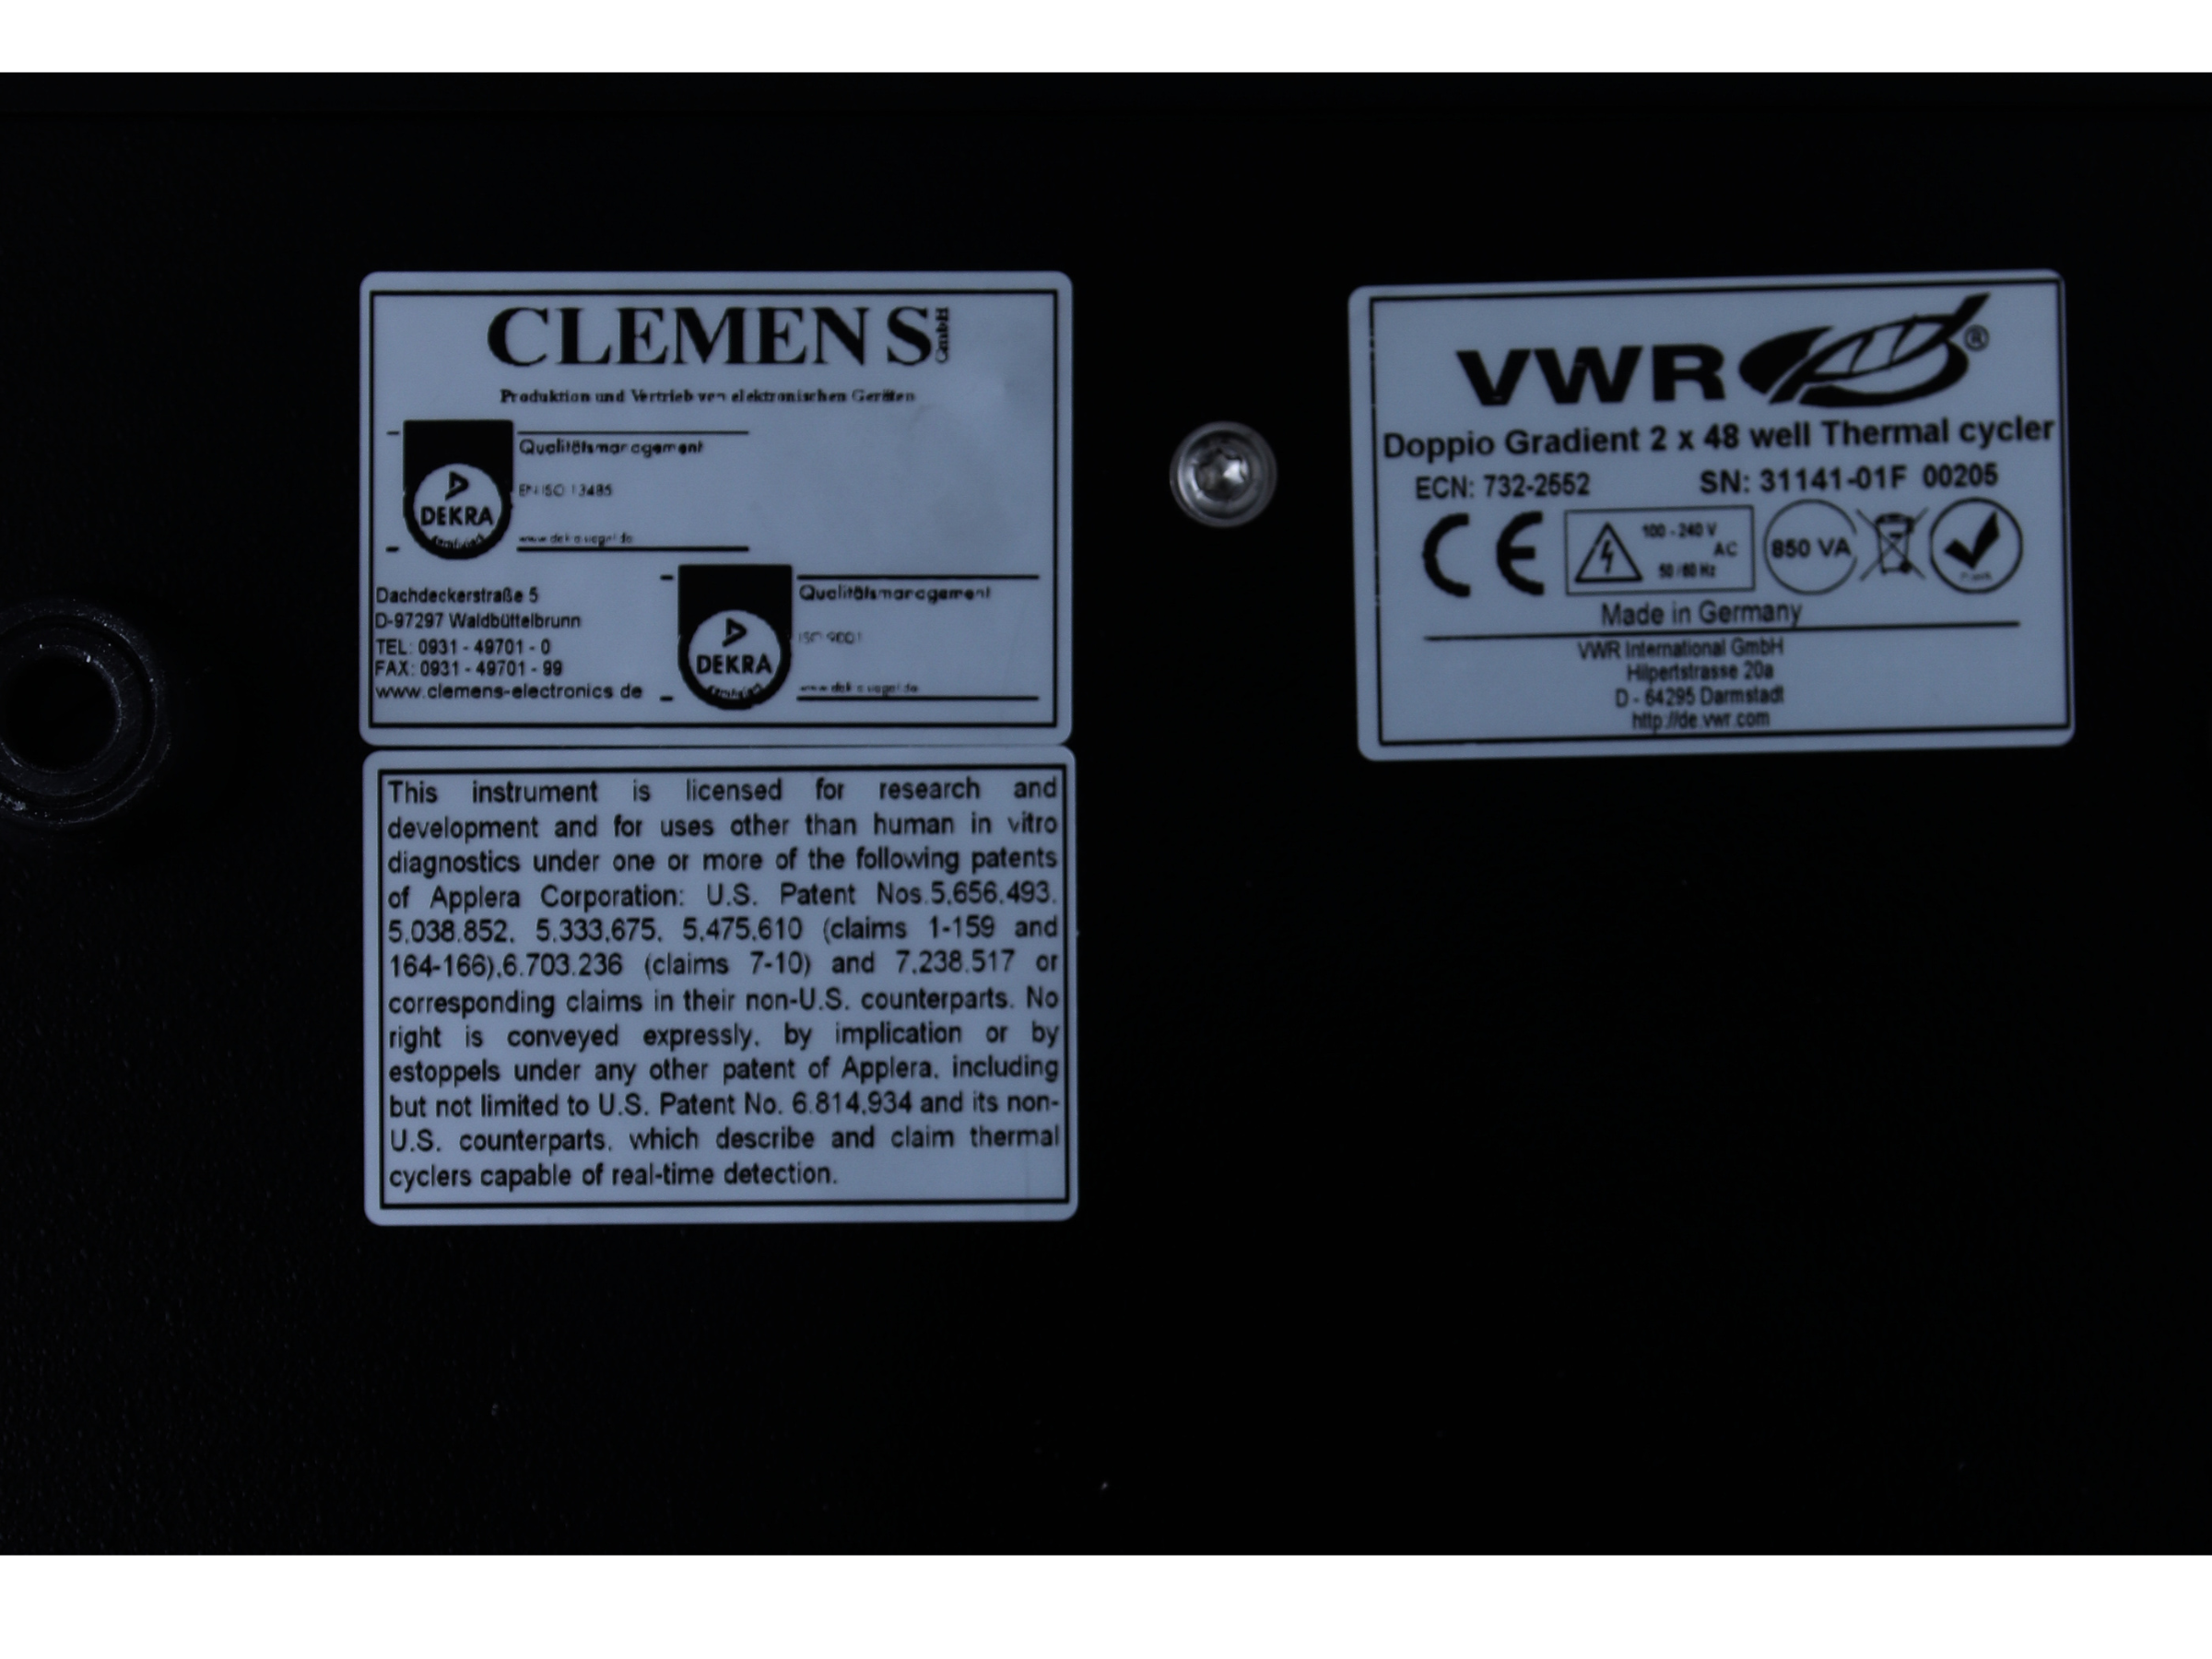 CLEMENS GmbH
Produktion und Vertrieb von elektronischen Geräten
Qualitätsmanagement
EN ISO 13485
DEKRA
Dachdeckerstraße 5
D-97297 Waldbüttelbrunn
TEL: 0931 - 49701 - 0
FAX: 0931 - 49701 - 99
www.clemens-electronics de
Qualitätsmanagement
ISO 9001
DEKRA
This instrument is licensed for research and
development and for uses other than human in vitro
diagnostics under one or more of the following patents
of Applera Corporation: U.S. Patent Nos.5,656.493.
5.038.852. 5.333,675. 5,475,610 (claims 1-159 and
164-166),6.703.236 (claims 7-10) and 7,238.517 or
corresponding claims in their non-U.S. counterparts. No
right is conveyed expressly, by implication or by
estoppels under any other patent of Applera, including
but not limited to U.S. Patent No. 6.814,934 and its non-
U.S. counterparts, which describe and claim thermal
cyclers capable of real-time detection.
VWR ®
Doppio Gradient 2 x 48 well Thermal cycler
ECN: 732-2552 SN: 31141-01F 00205
CE 100 - 240 V AC 50 / 60 Hz 850 VA
Made in Germany
VWR International GmbH
Hilpertstrasse 20a
D - 64295 Darmstadt
http://de.vwr.com